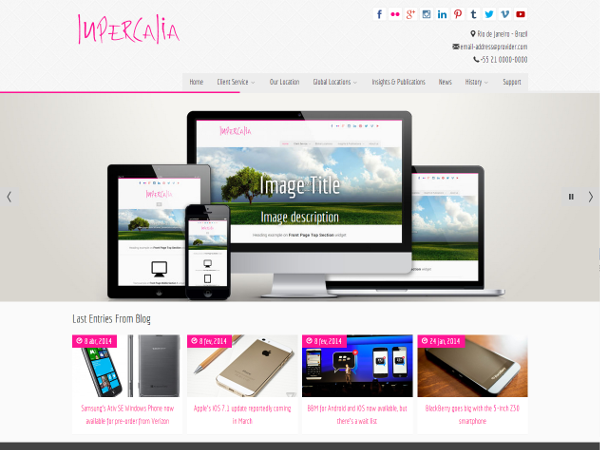 Lupercalia
Rio de Janeiro - Brazil
email-address@provider.com
+55 21 0000-0000
Home Client Service Our Location Global Locations Insights & Publications News History Support
Lupercalia
Image Title
Image description
Heading example on Front Page Top Section widget
Last Entries From Blog
8 abr, 2014
8 fev, 2014
8 fev, 2014
24 jan, 2014
Samsung's Ativ SE Windows Phone now
available for pre-order from Verizon
Apple's iOS 7.1 update reportedly coming
in March
BBM for Android and iOS now available, but
there's a wait list
BlackBerry goes big with the 5-inch Z30
smartphone